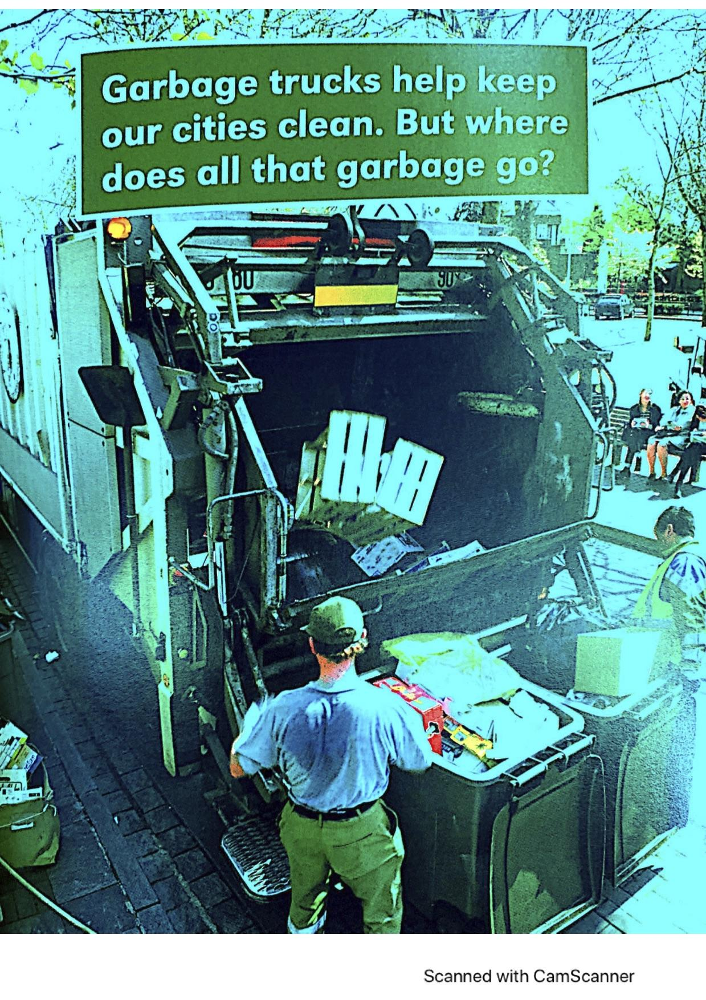 Garbage trucks help keep
our cities clean. But where
does all that garbage go?
Scanned with CamScanner